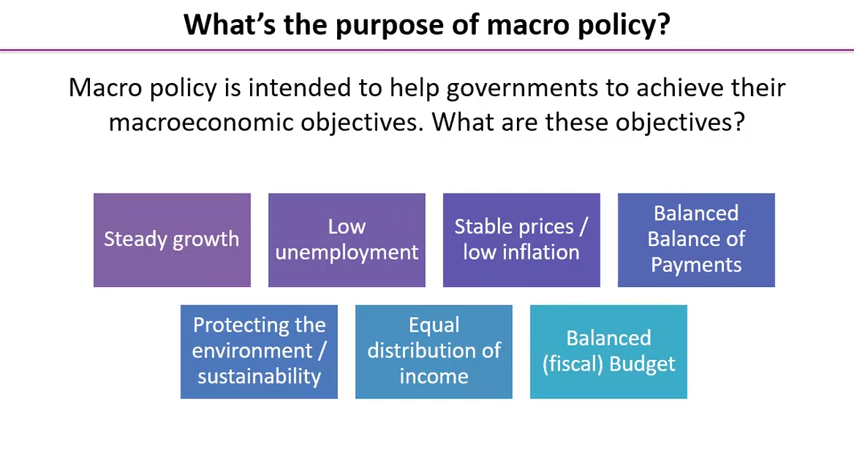 What’s the purpose of macro policy?
Macro policy is intended to help governments to achieve their
macroeconomic objectives. What are these objectives?
Steady growth
Low
unemployment
Stable prices /
low inflation
Balanced
Balance of
Payments
Protecting the
environment /
sustainability
Equal
distribution of
income
Balanced
(fiscal) Budget